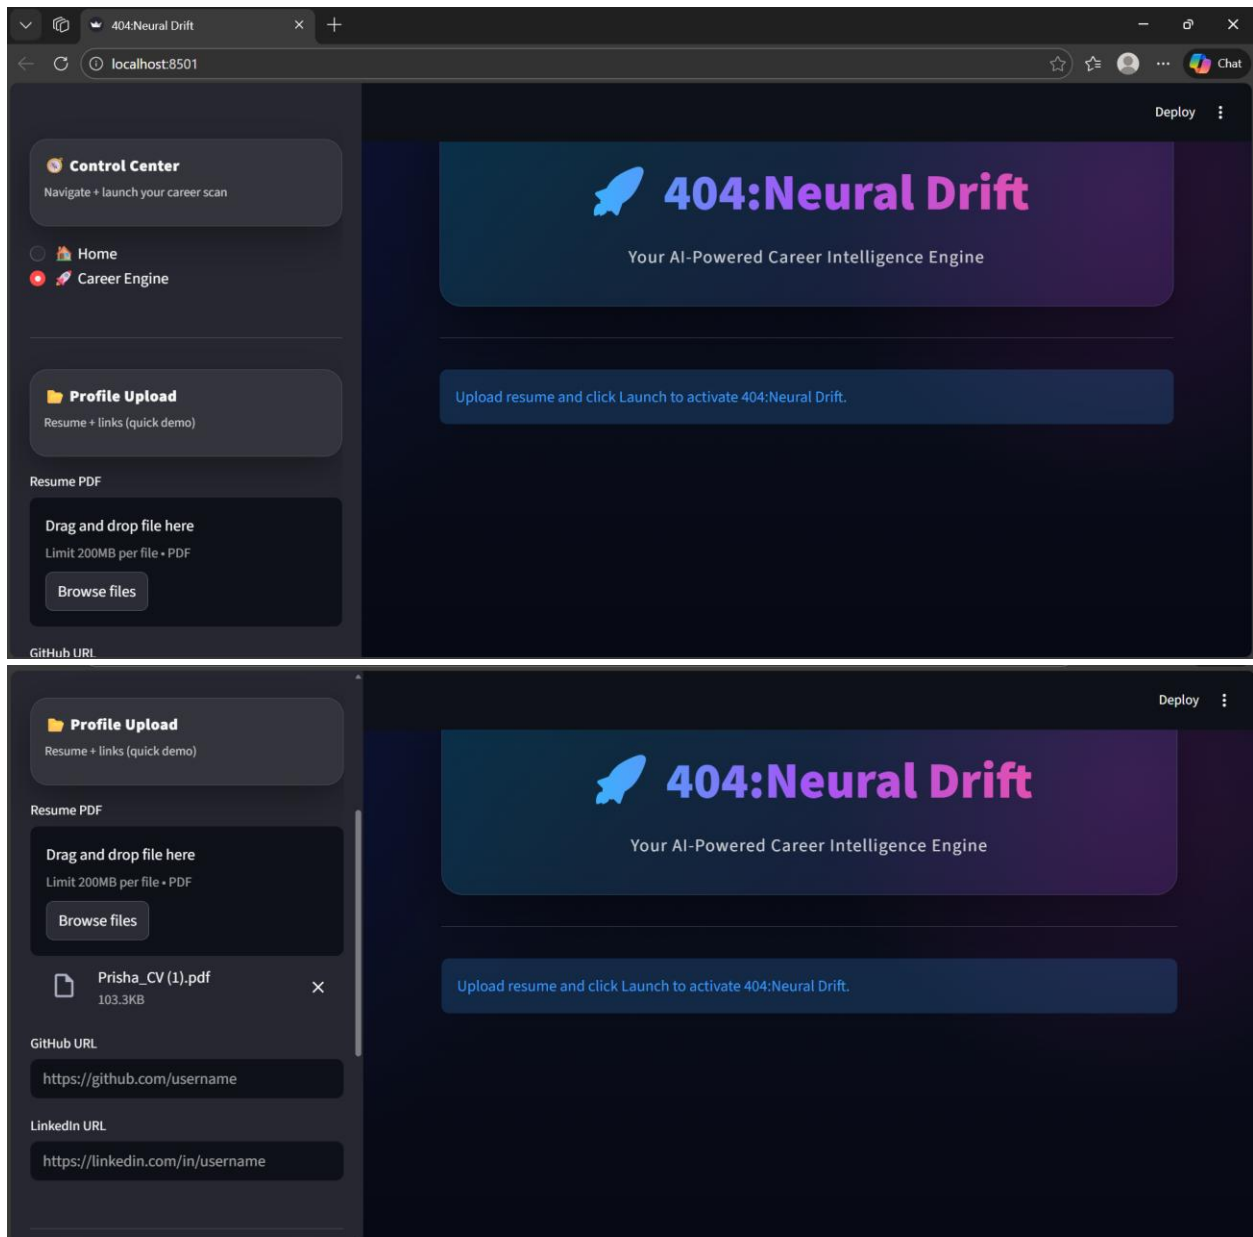 404:Neural Drift
localhost:8501
Chat
Deploy
Control Center
Navigate + launch your career scan
Home
Career Engine
Profile Upload
Resume + links (quick demo)
Resume PDF
Drag and drop file here
Limit 200MB per file • PDF
Browse files
GitHub URL
404:Neural Drift
Your AI-Powered Career Intelligence Engine
Upload resume and click Launch to activate 404:Neural Drift.
Deploy
Profile Upload
Resume + links (quick demo)
Resume PDF
Drag and drop file here
Limit 200MB per file • PDF
Browse files
Prisha_CV (1).pdf
103.3KB
GitHub URL
https://github.com/username
LinkedIn URL
https://linkedin.com/in/username
404:Neural Drift
Your AI-Powered Career Intelligence Engine
Upload resume and click Launch to activate 404:Neural Drift.